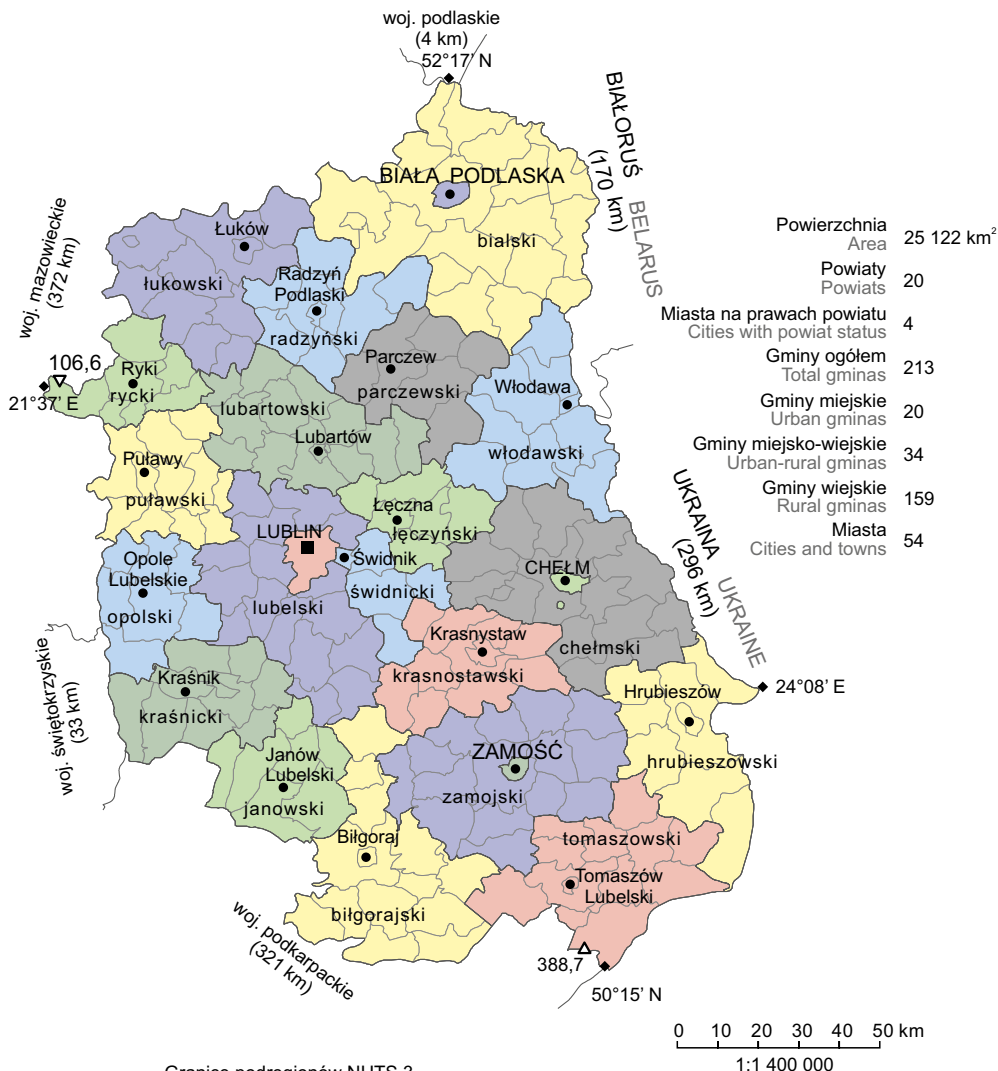 woj. podlaskie
(4 km)
52°17' N
BIAŁORUŚ
(170 km)
BELARUS
BIAŁA PODLASKA
bialski
woj. mazowieckie
(372 km)
Łuków
łukowski
Radzyń
Podlaski
radzyński
Powierzchnia
Area
25 122 km²
Powiaty
Powiats
20
Miasta na prawach powiatu
Cities with powiat status
4
Gminy ogółem
Total gminas
213
Gminy miejskie
Urban gminas
20
Gminy miejsko-wiejskie
Urban-rural gminas
34
Gminy wiejskie
Rural gminas
159
Miasta
Cities and towns
54
106,6
21°37' E
Ryki
rycki
Parczew
parczewski
Włodawa
włodawski
lubartowski
Lubartów
Puławy
puławski
Łęczna
łęczyński
LUBLIN
lubelski
Świdnik
świdnicki
CHEŁM
chełmski
UKRAINA
(296 km)
UKRAINE
Opole
Lubelskie
opolski
Krasnystaw
krasnostawski
24°08' E
woj. świętokrzyskie
(33 km)
Kraśnik
kraśnicki
Hrubieszów
hrubieszowski
Janów
Lubelski
janowski
ZAMOŚĆ
zamojski
Biłgoraj
biłgorajski
tomaszowski
Tomaszów
Lubelski
woj. podkarpackie
(321 km)
388,7
50°15' N
0 10 20 30 40 50 km
1:1 400 000
Granice podregionów NUTS 3